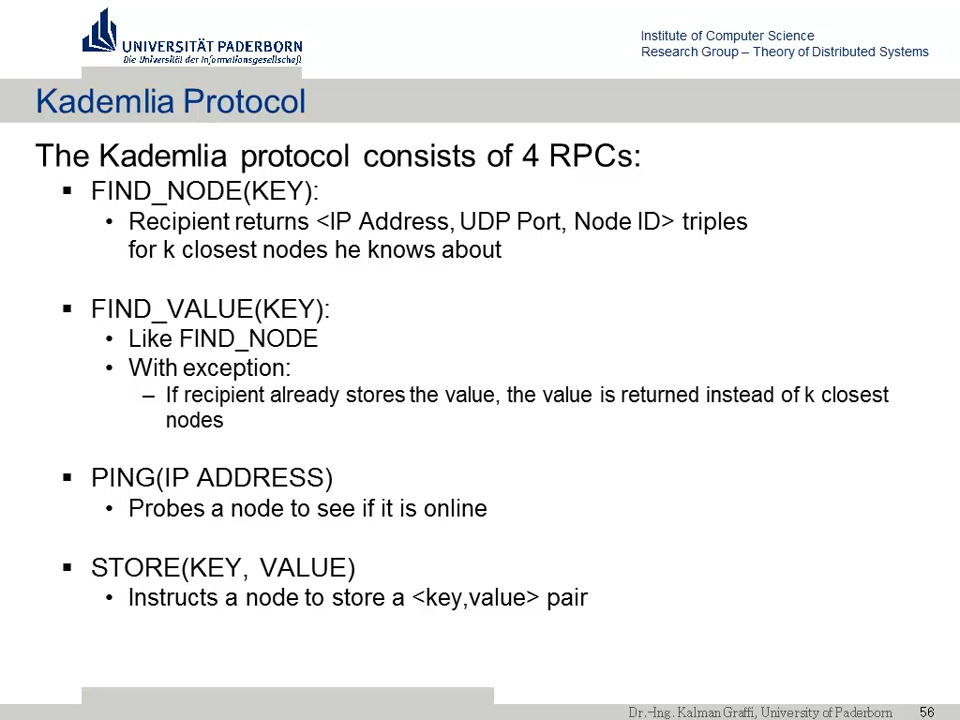 UNIVERSITÄT PADERBORN
Die Universität der Informationsgesellschaft
Institute of Computer Science
Research Group – Theory of Distributed Systems
Kademlia Protocol
The Kademlia protocol consists of 4 RPCs:
▪ FIND_NODE(KEY):
• Recipient returns <IP Address, UDP Port, Node ID> triples
for k closest nodes he knows about
▪ FIND_VALUE(KEY):
• Like FIND_NODE
• With exception:
– If recipient already stores the value, the value is returned instead of k closest
nodes
▪ PING(IP ADDRESS)
• Probes a node to see if it is online
▪ STORE(KEY, VALUE)
• Instructs a node to store a <key,value> pair
Dr.-Ing. Kalman Graffi, University of Paderborn 56